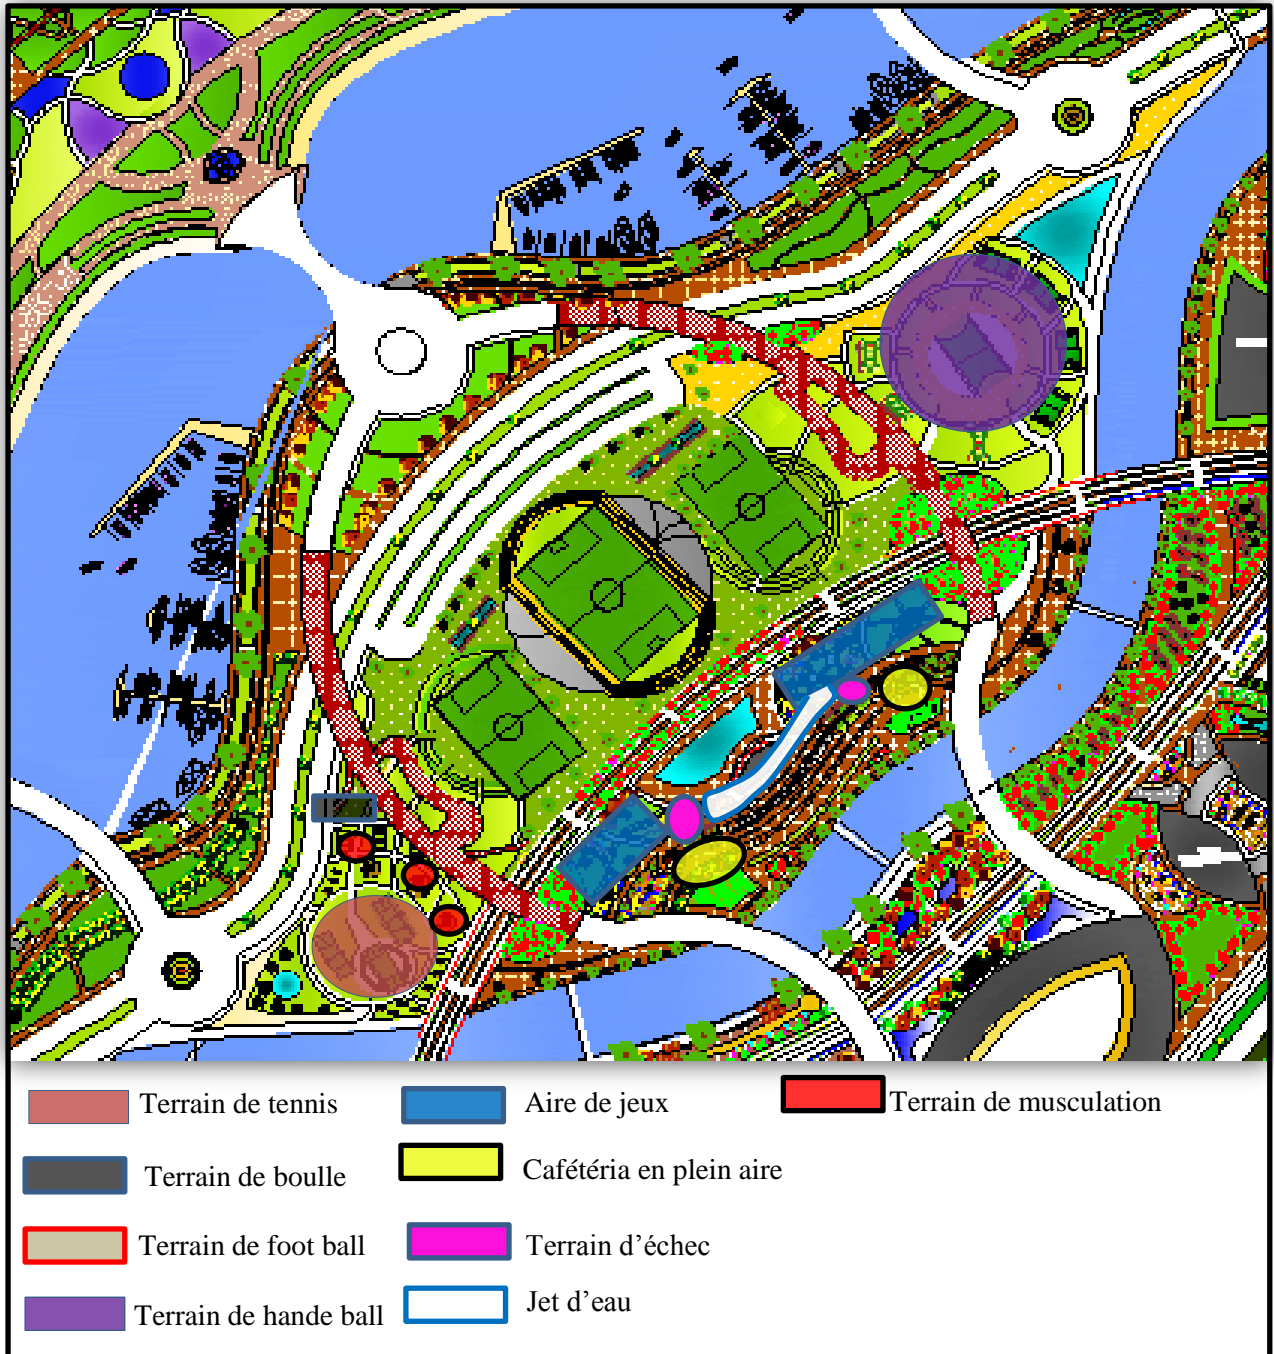 Terrain de tennis
Aire de jeux
Terrain de musculation
Terrain de boulle
Cafétéria en plein aire
Terrain de foot ball
Terrain d’échec
Terrain de hande ball
Jet d’eau